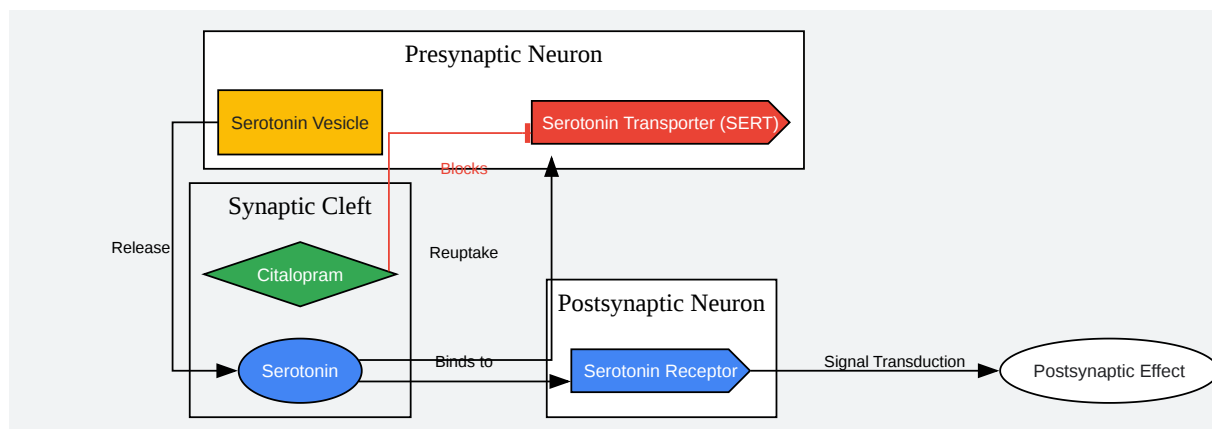 Presynaptic Neuron
Serotonin Vesicle
Serotonin Transporter (SERT)
Blocks
Synaptic Cleft
Release
Reuptake
Citalopram
Postsynaptic Neuron
Binds to
Signal Transduction
Serotonin
Serotonin Receptor
Postsynaptic Effect